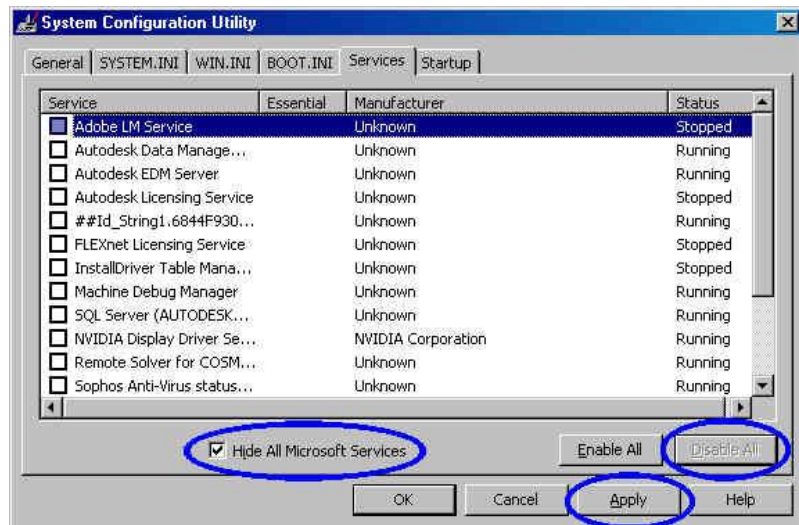 System Configuration Utility
General SYSTEM.INI WIN.INI BOOT.INI Services Startup
Service Essential Manufacturer Status
Adobe LM Service Unknown Stopped
Autodesk Data Manage... Unknown Running
Autodesk EDM Server Unknown Running
Autodesk Licensing Service Unknown Stopped
##Id_String1.6844F930... Unknown Running
FLEXnet Licensing Service Unknown Stopped
InstallDriver Table Mana... Unknown Stopped
Machine Debug Manager Unknown Running
SQL Server (AUTODESK... Unknown Running
NVIDIA Display Driver Se... NVIDIA Corporation Running
Remote Solver for COSM... Unknown Running
Sophos Anti-Virus status... Unknown Running
Hide All Microsoft Services Enable All Disable All
OK Cancel Apply Help